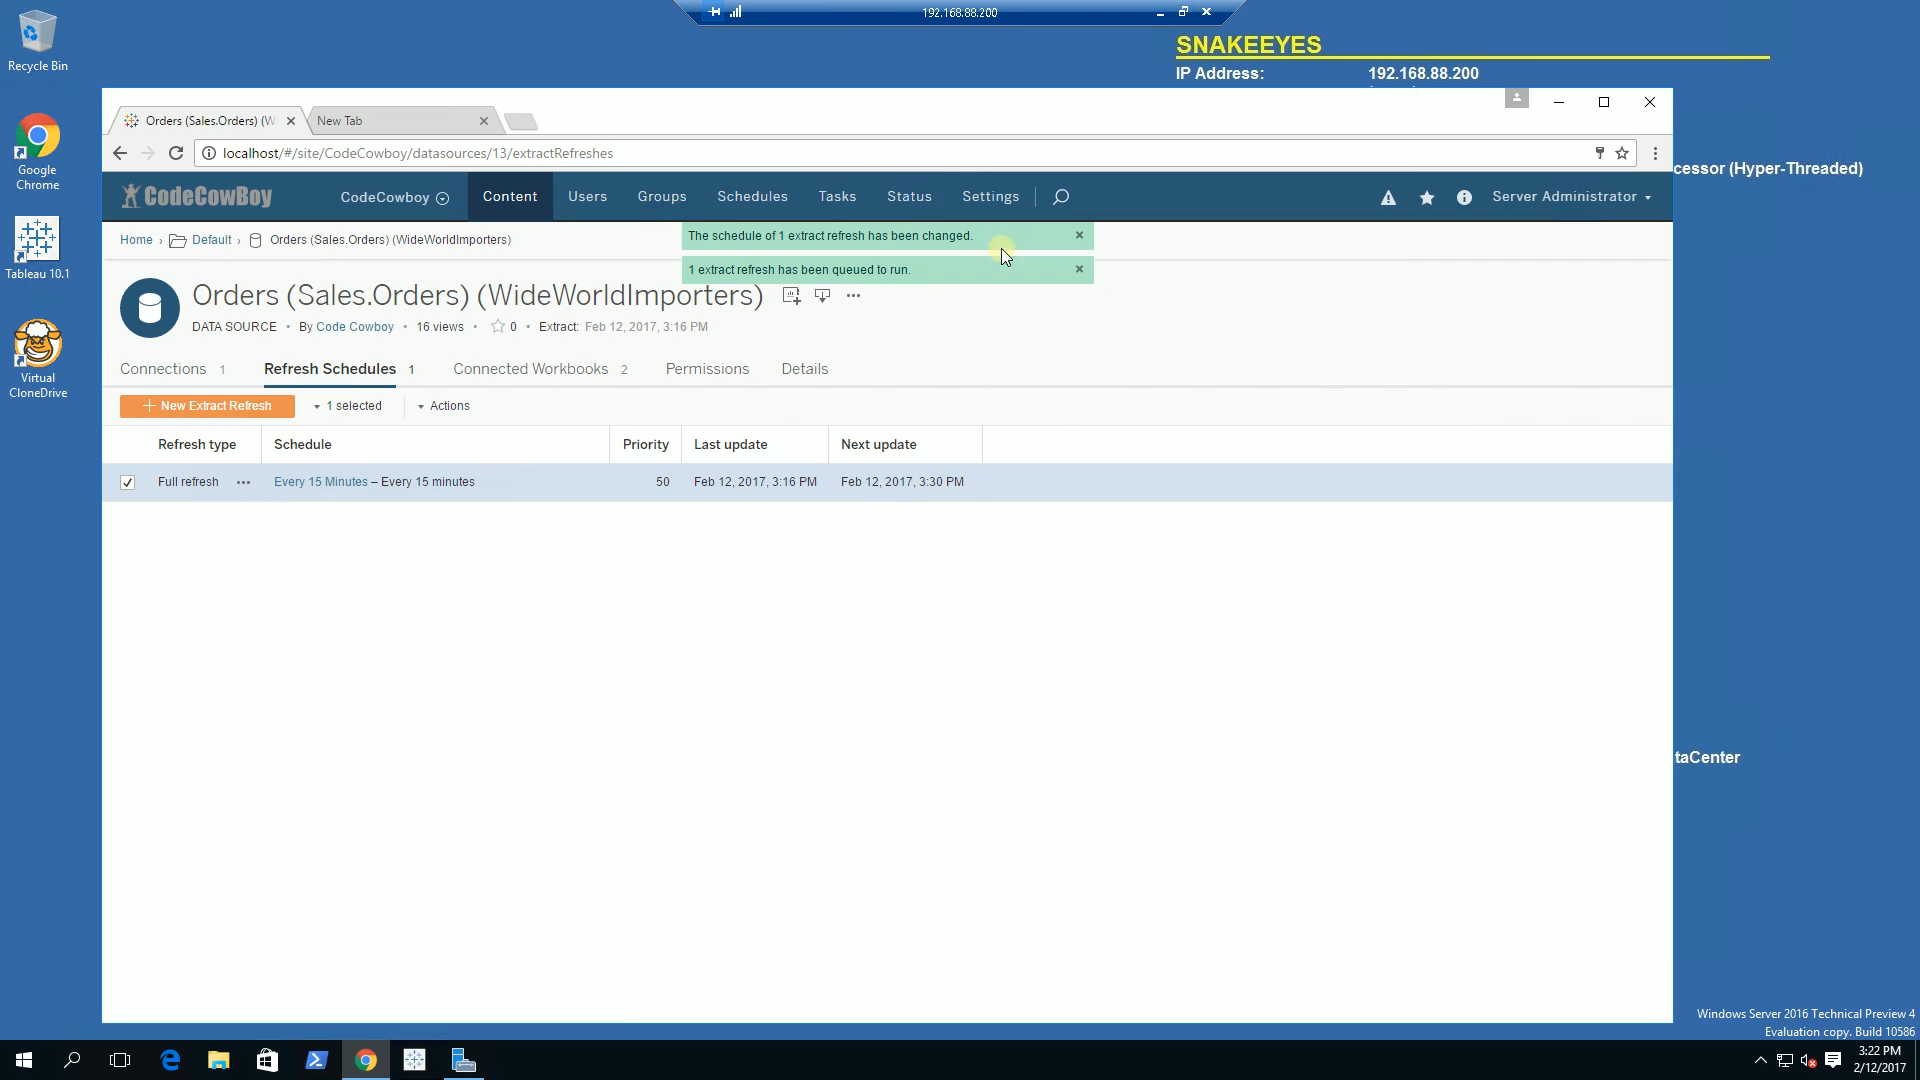 192.168.88.200
SNAKEEYES
IP Address: 192.168.88.200
cessor (Hyper-Threaded)
taCenter
Recycle Bin
Google
Chrome
Tableau 10.1
Virtual
CloneDrive
Orders (Sales.Orders) (W
New Tab
localhost/#/site/CodeCowboy/datasources/13/extractRefreshes
CodeCowBoy
CodeCowboy
Content
Users
Groups
Schedules
Tasks
Status
Settings
Server Administrator
Home › Default › Orders (Sales.Orders) (WideWorldImporters)
The schedule of 1 extract refresh has been changed.
1 extract refresh has been queued to run.
Orders (Sales.Orders) (WideWorldImporters)
DATA SOURCE • By Code Cowboy • 16 views • 0 • Extract: Feb 12, 2017, 3:16 PM
Connections 1
Refresh Schedules 1
Connected Workbooks 2
Permissions
Details
New Extract Refresh
1 selected
Actions
Refresh type Schedule Priority Last update Next update
Full refresh ••• Every 15 Minutes – Every 15 minutes 50 Feb 12, 2017, 3:16 PM Feb 12, 2017, 3:30 PM
Windows Server 2016 Technical Preview 4
Evaluation copy. Build 10586
3:22 PM
2/12/2017